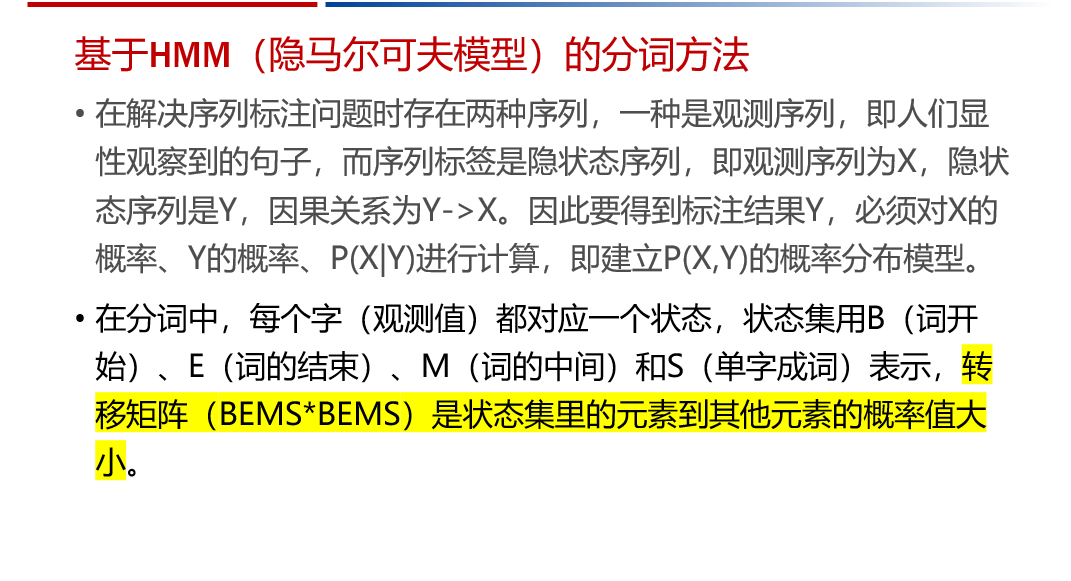 基于HMM（隐马尔可夫模型）的分词方法
• 在解决序列标注问题时存在两种序列，一种是观测序列，即人们显
性观察到的句子，而序列标签是隐状态序列，即观测序列为X，隐状
态序列是Y，因果关系为Y->X。因此要得到标注结果Y，必须对X的
概率、Y的概率、P(X|Y)进行计算，即建立P(X,Y)的概率分布模型。
• 在分词中，每个字（观测值）都对应一个状态，状态集用B（词开
始）、E（词的结束）、M（词的中间）和S（单字成词）表示，转
移矩阵（BEMS*BEMS）是状态集里的元素到其他元素的概率值大
小。